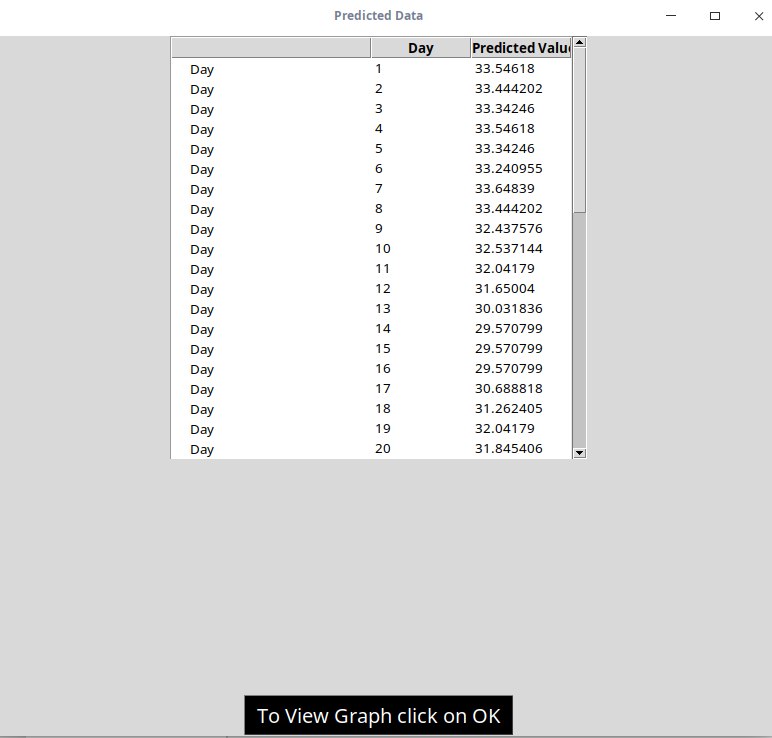 Predicted Data
Day Predicted Valu
Day 1 33.54618
Day 2 33.444202
Day 3 33.34246
Day 4 33.54618
Day 5 33.34246
Day 6 33.240955
Day 7 33.64839
Day 8 33.444202
Day 9 32.437576
Day 10 32.537144
Day 11 32.04179
Day 12 31.65004
Day 13 30.031836
Day 14 29.570799
Day 15 29.570799
Day 16 29.570799
Day 17 30.688818
Day 18 31.262405
Day 19 32.04179
Day 20 31.845406
To View Graph click on OK